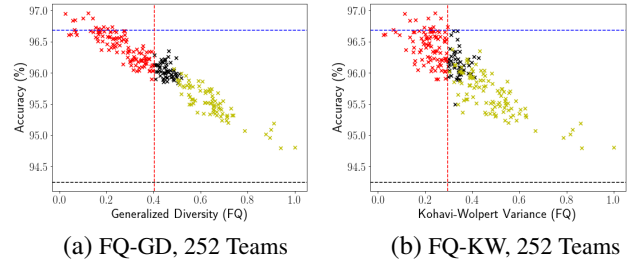 97.0
96.5
96.0
95.5
95.0
94.5
Accuracy (%)
0.0 0.2 0.4 0.6 0.8 1.0
Generalized Diversity (FQ)
(a) FQ-GD, 252 Teams
97.0
96.5
96.0
95.5
95.0
94.5
Accuracy (%)
0.0 0.2 0.4 0.6 0.8 1.0
Kohavi-Wolpert Variance (FQ)
(b) FQ-KW, 252 Teams